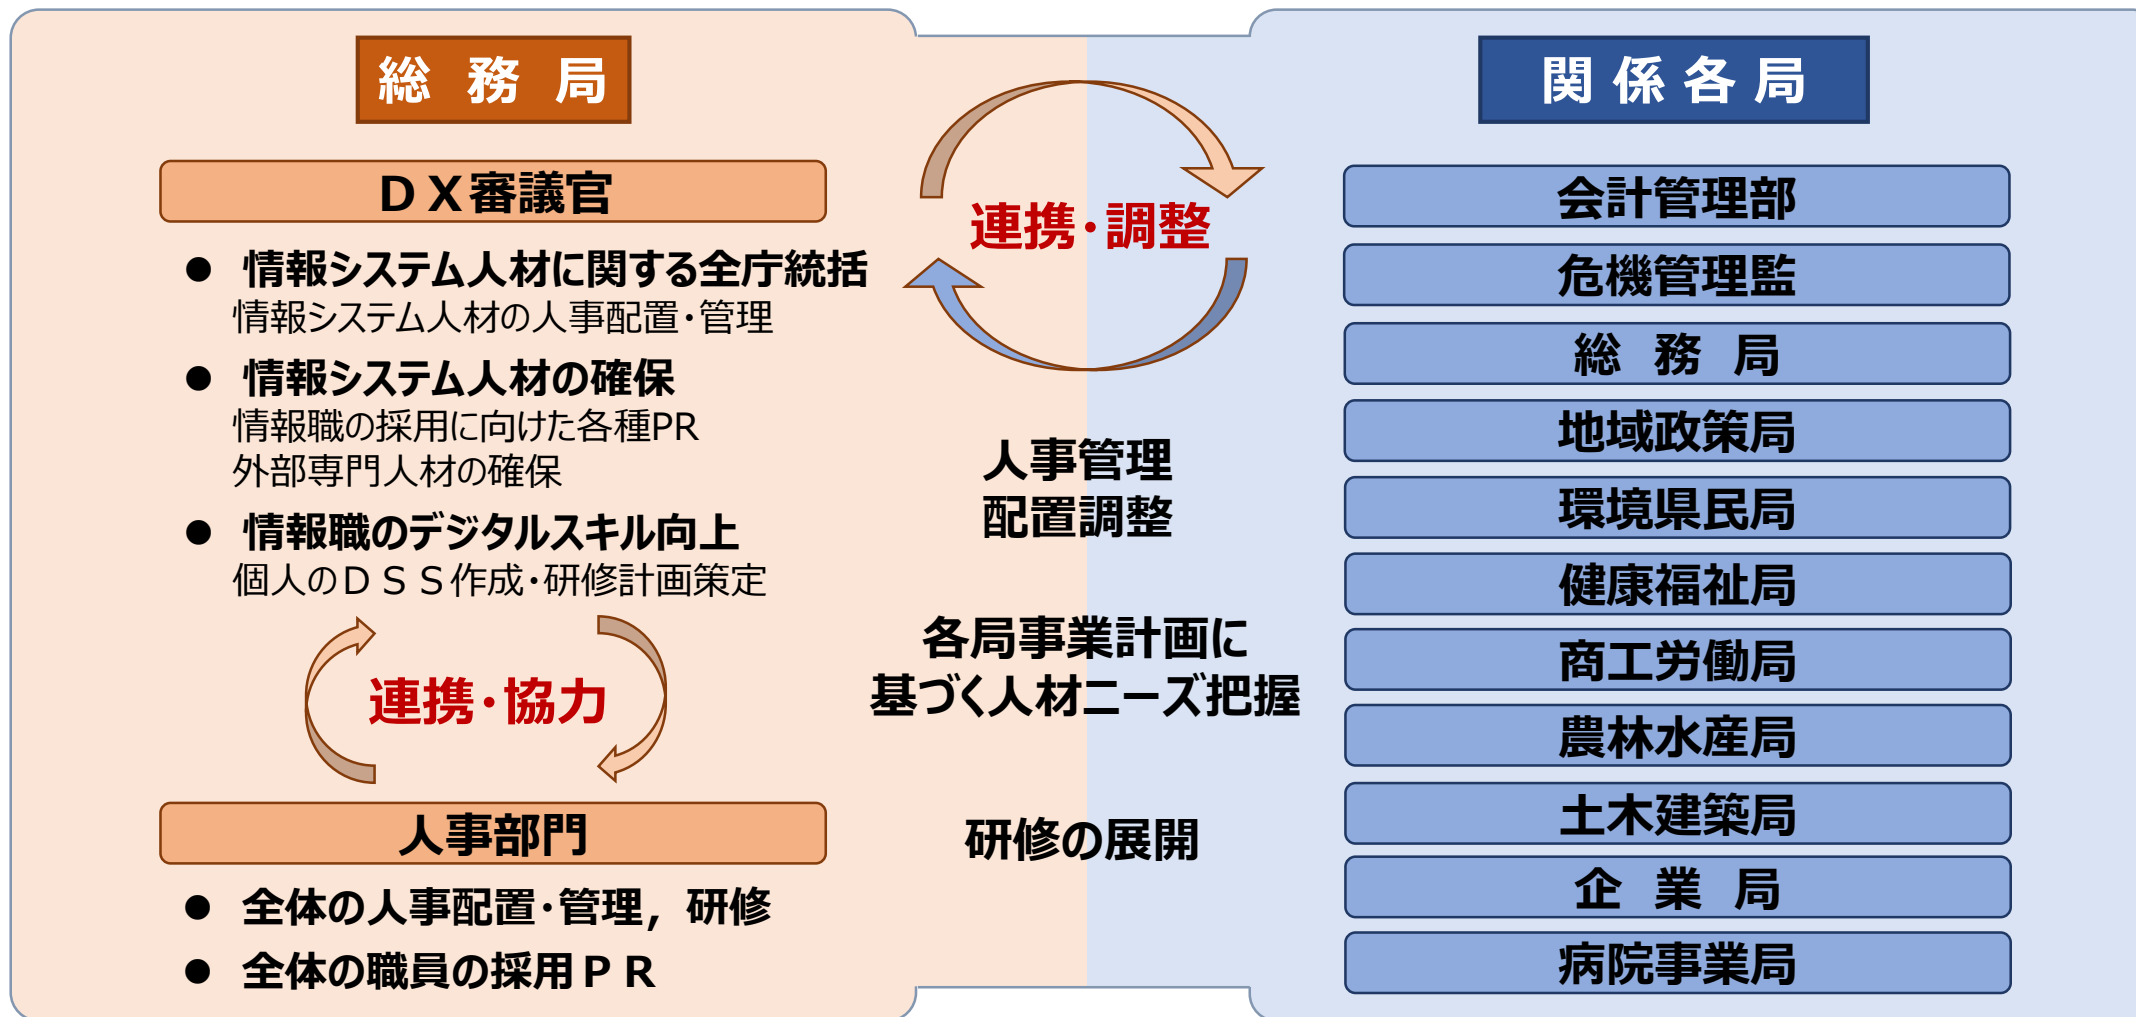 総務局
DX審議官
● 情報システム人材に関する全庁統括
情報システム人材の人事配置・管理
● 情報システム人材の確保
情報職の採用に向けた各種PR
外部専門人材の確保
● 情報職のデジタルスキル向上
個人のDSS作成・研修計画策定
連携・協力
人事部門
● 全体の人事配置・管理，研修
● 全体の職員の採用PR
連携・調整
人事管理
配置調整
各局事業計画に
基づく人材ニーズ把握
研修の展開
関係各局
会計管理部
危機管理監
総務局
地域政策局
環境県民局
健康福祉局
商工労働局
農林水産局
土木建築局
企業局
病院事業局